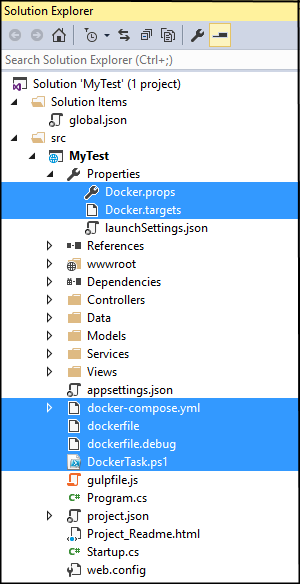 Solution Explorer
Search Solution Explorer (Ctrl+;)
Solution 'MyTest' (1 project)
Solution Items
global.json
src
MyTest
Properties
Docker.props
Docker.targets
launchSettings.json
References
wwwroot
Dependencies
Controllers
Data
Models
Services
Views
appsettings.json
docker-compose.yml
dockerfile
dockerfile.debug
DockerTask.ps1
gulpfile.js
C# Program.cs
project.json
Project_Readme.html
C# Startup.cs
web.config